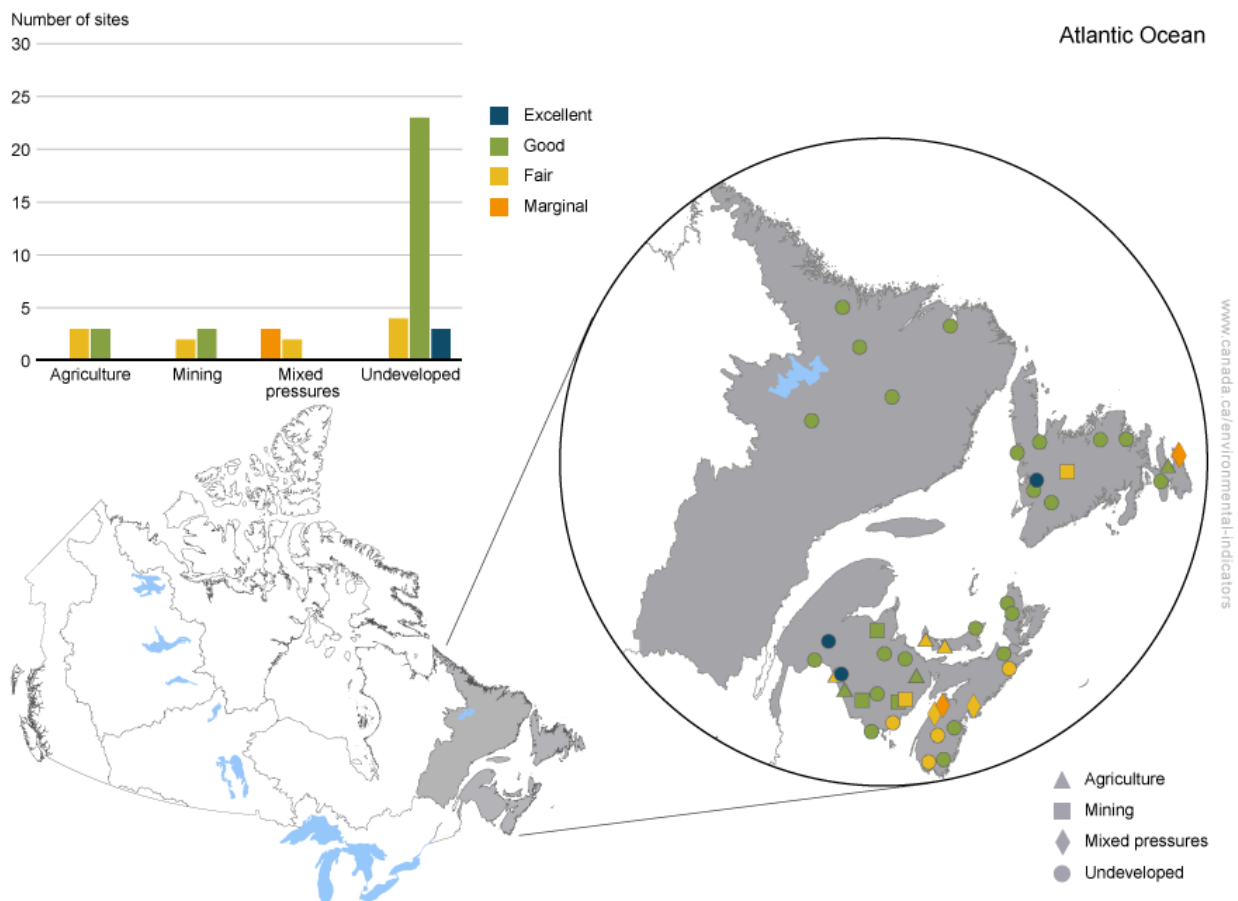 Number of sites
Atlantic Ocean
30
25
20
15
10
5
0
Excellent
Good
Fair
Marginal
Agriculture
Mining
Mixed
pressures
Undeveloped
www.canada.ca/environmental-indicators
Agriculture
Mining
Mixed pressures
Undeveloped